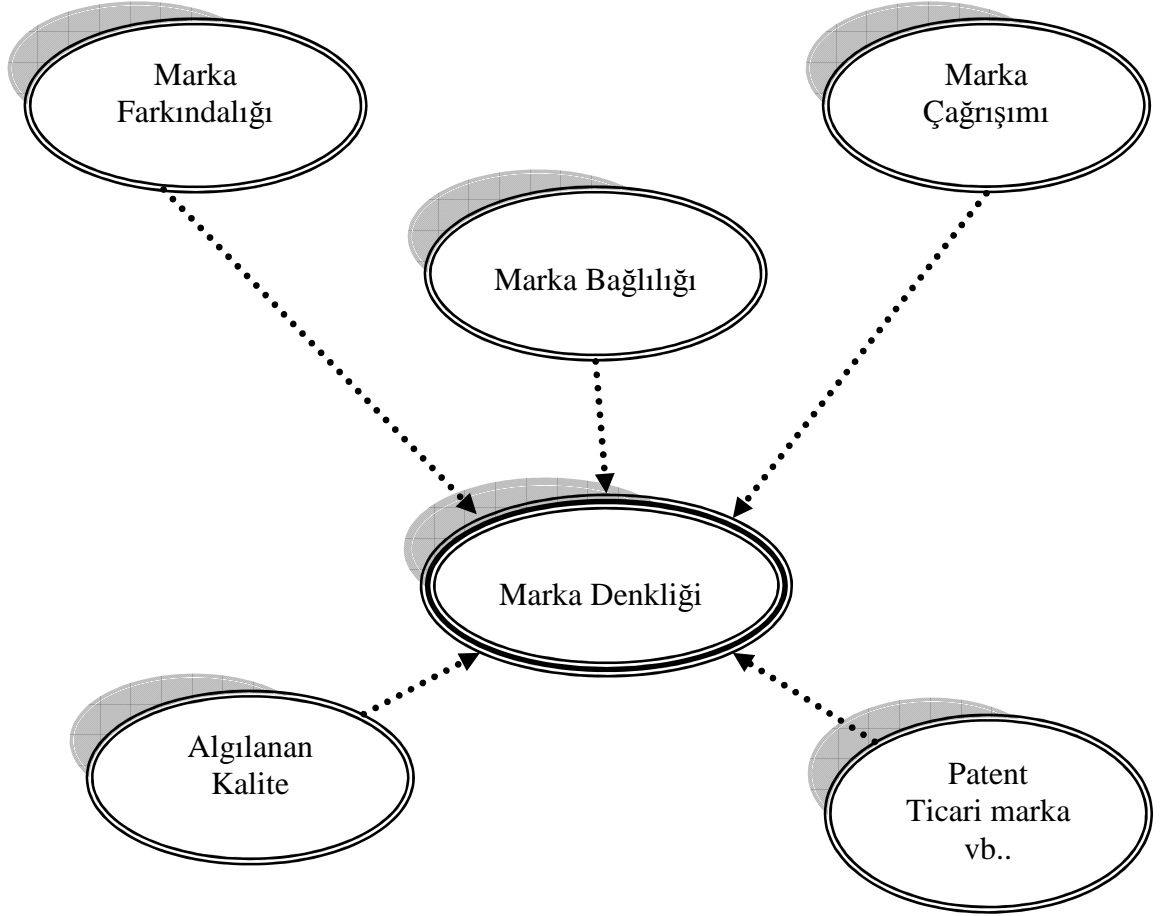 Marka
Farkındalığı
Marka
Çağrışımı
Marka Bağlılığı
Marka Denkliği
Algılanan
Kalite
Patent
Ticari marka
vb..